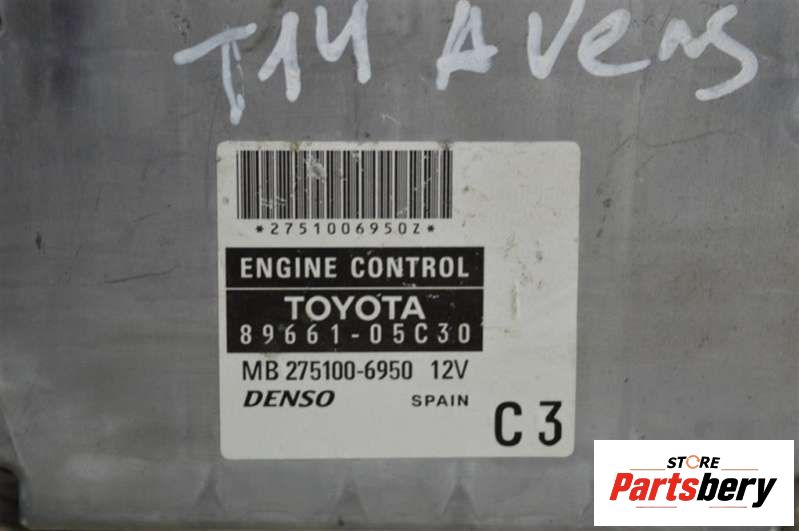 T14 Avens
*2751006950Z*
ENGINE CONTROL
TOYOTA
89661-05C30
MB 275100-6950 12V
DENSO SPAIN
C3
STORE
Partsbery